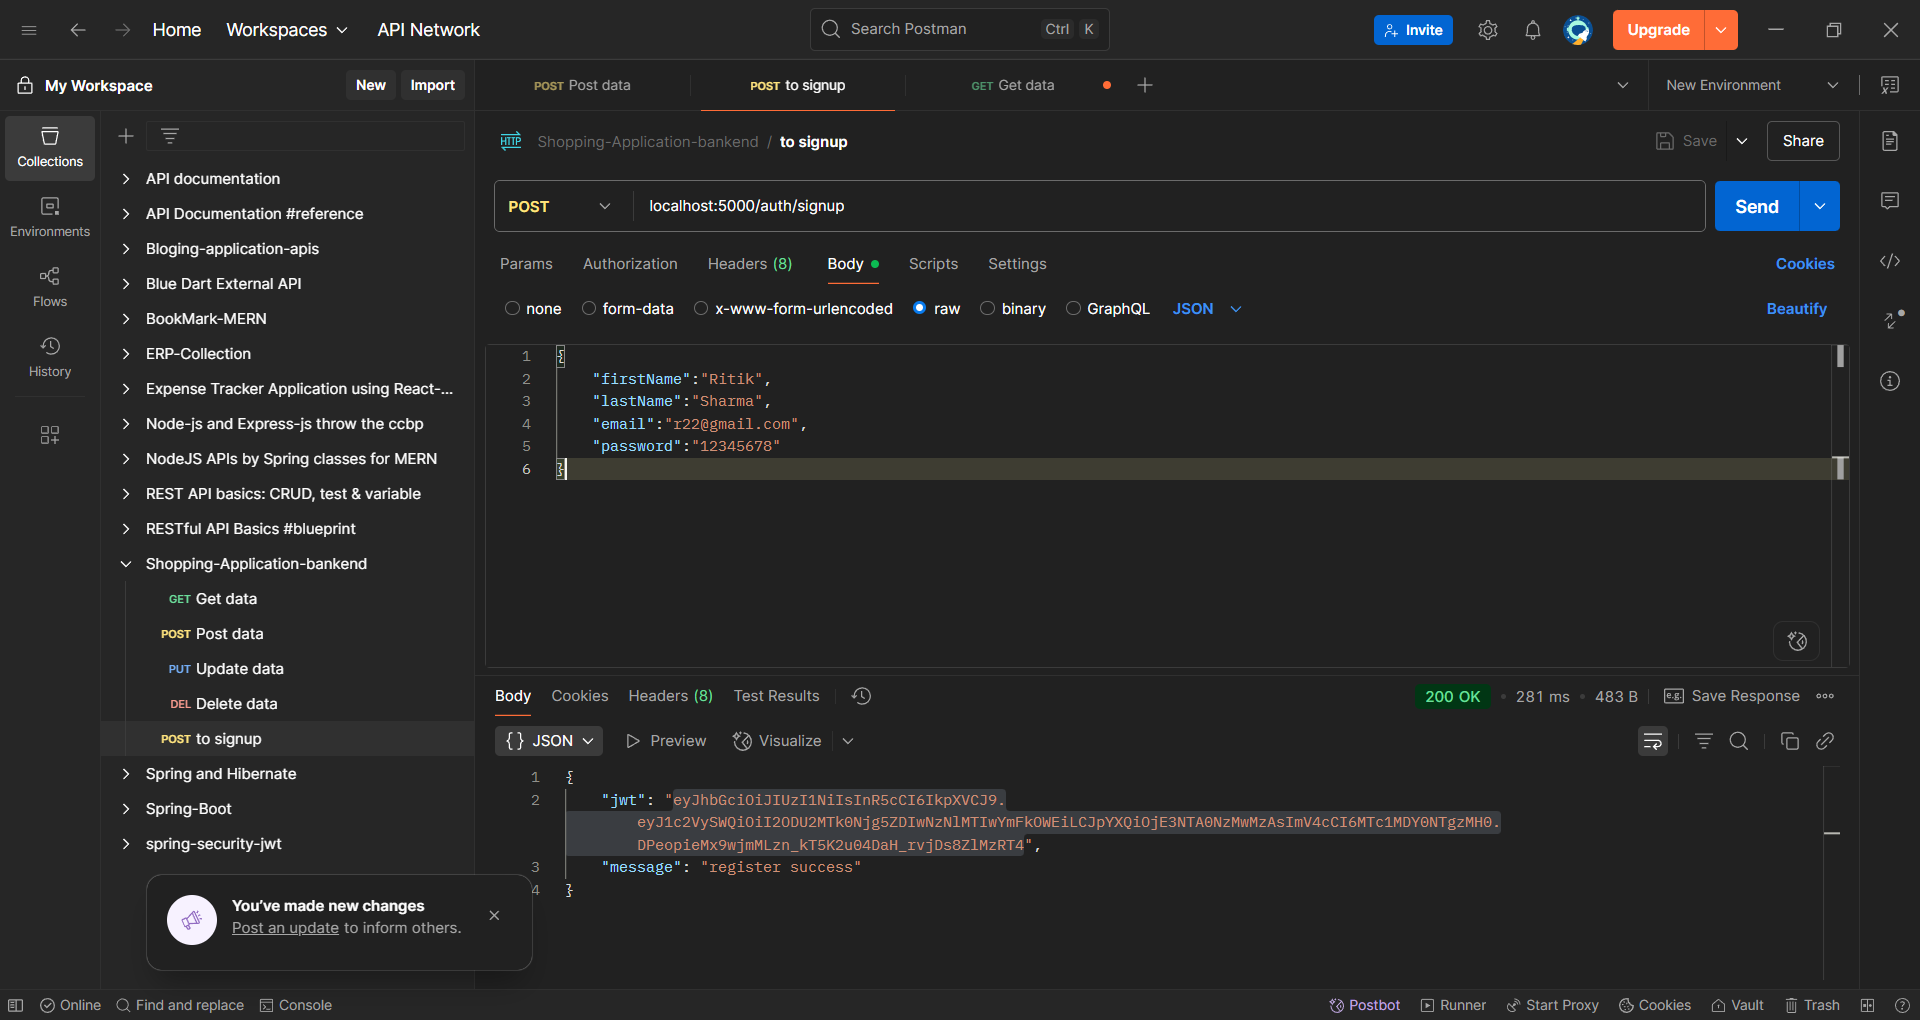 Home Workspaces API Network Search Postman Ctrl K Invite Upgrade
My Workspace New Import POST Post data POST to signup GET Get data New Environment
Collections
Environments
Flows
History
API documentation
API Documentation #reference
Bloging-application-apis
Blue Dart External API
BookMark-MERN
ERP-Collection
Expense Tracker Application using React-...
Node-js and Express-js throw the ccbp
NodeJS APIs by Spring classes for MERN
REST API basics: CRUD, test & variable
RESTful API Basics #blueprint
Shopping-Application-bankend
GET Get data
POST Post data
PUT Update data
DEL Delete data
POST to signup
Spring and Hibernate
Spring-Boot
spring-security-jwt
You've made new changes
Post an update to inform others.
HTTP Shopping-Application-bankend / to signup Save Share
POST localhost:5000/auth/signup Send
Params Authorization Headers (8) Body Scripts Settings Cookies
none form-data x-www-form-urlencoded raw binary GraphQL JSON Beautify
1 {
2 "firstName":"Ritik",
3 "lastName":"Sharma",
4 "email":"r22@gmail.com",
5 "password":"12345678"
6 }
Body Cookies Headers (8) Test Results 200 OK • 281 ms • 483 B e.g. Save Response
{} JSON Preview Visualize
1 {
2 "jwt": "eyJhbGciOiJIUzI1NiIsInR5cCI6IkpXVCJ9.
eyJ1c2VySWQiOiI2ODU2MTk0Njg5ZDIwNzNlMTIwYmFkOWEiLCJpYXQiOjE3NTA0NzMwMzAsImV4cCI6MTc1MDY0NTgzMH0.
DPeopieMx9wjmMLzn_kT5K2u04DaH_rvjDs8ZlMzRT4",
3 "message": "register success"
4 }
Online Find and replace Console Postbot Runner Start Proxy Cookies Vault Trash